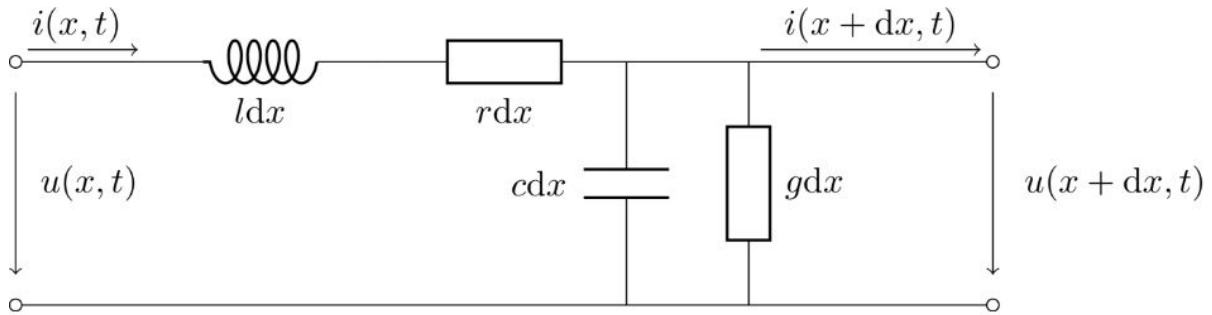 i(x, t)
i(x + dx, t)
ldx
rdx
u(x, t)
cdx
gdx
u(x + dx, t)